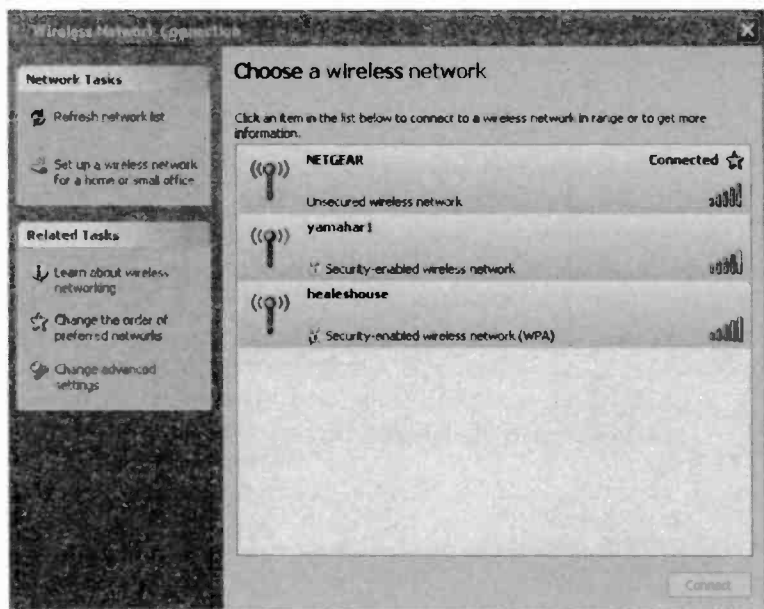 Wireless Network Connection
Network Tasks
Refresh network list
Set up a wireless network
for a home or small office
Related Tasks
Learn about wireless
networking
Change the order of
preferred networks
Change advanced
settings
Choose a wireless network
Click an item in the list below to connect to a wireless network in range or to get more
information.
NETGEAR
Connected
Unsecured wireless network
yamahar1
Security-enabled wireless network
healeshouse
Security-enabled wireless network (WPA)
Connect